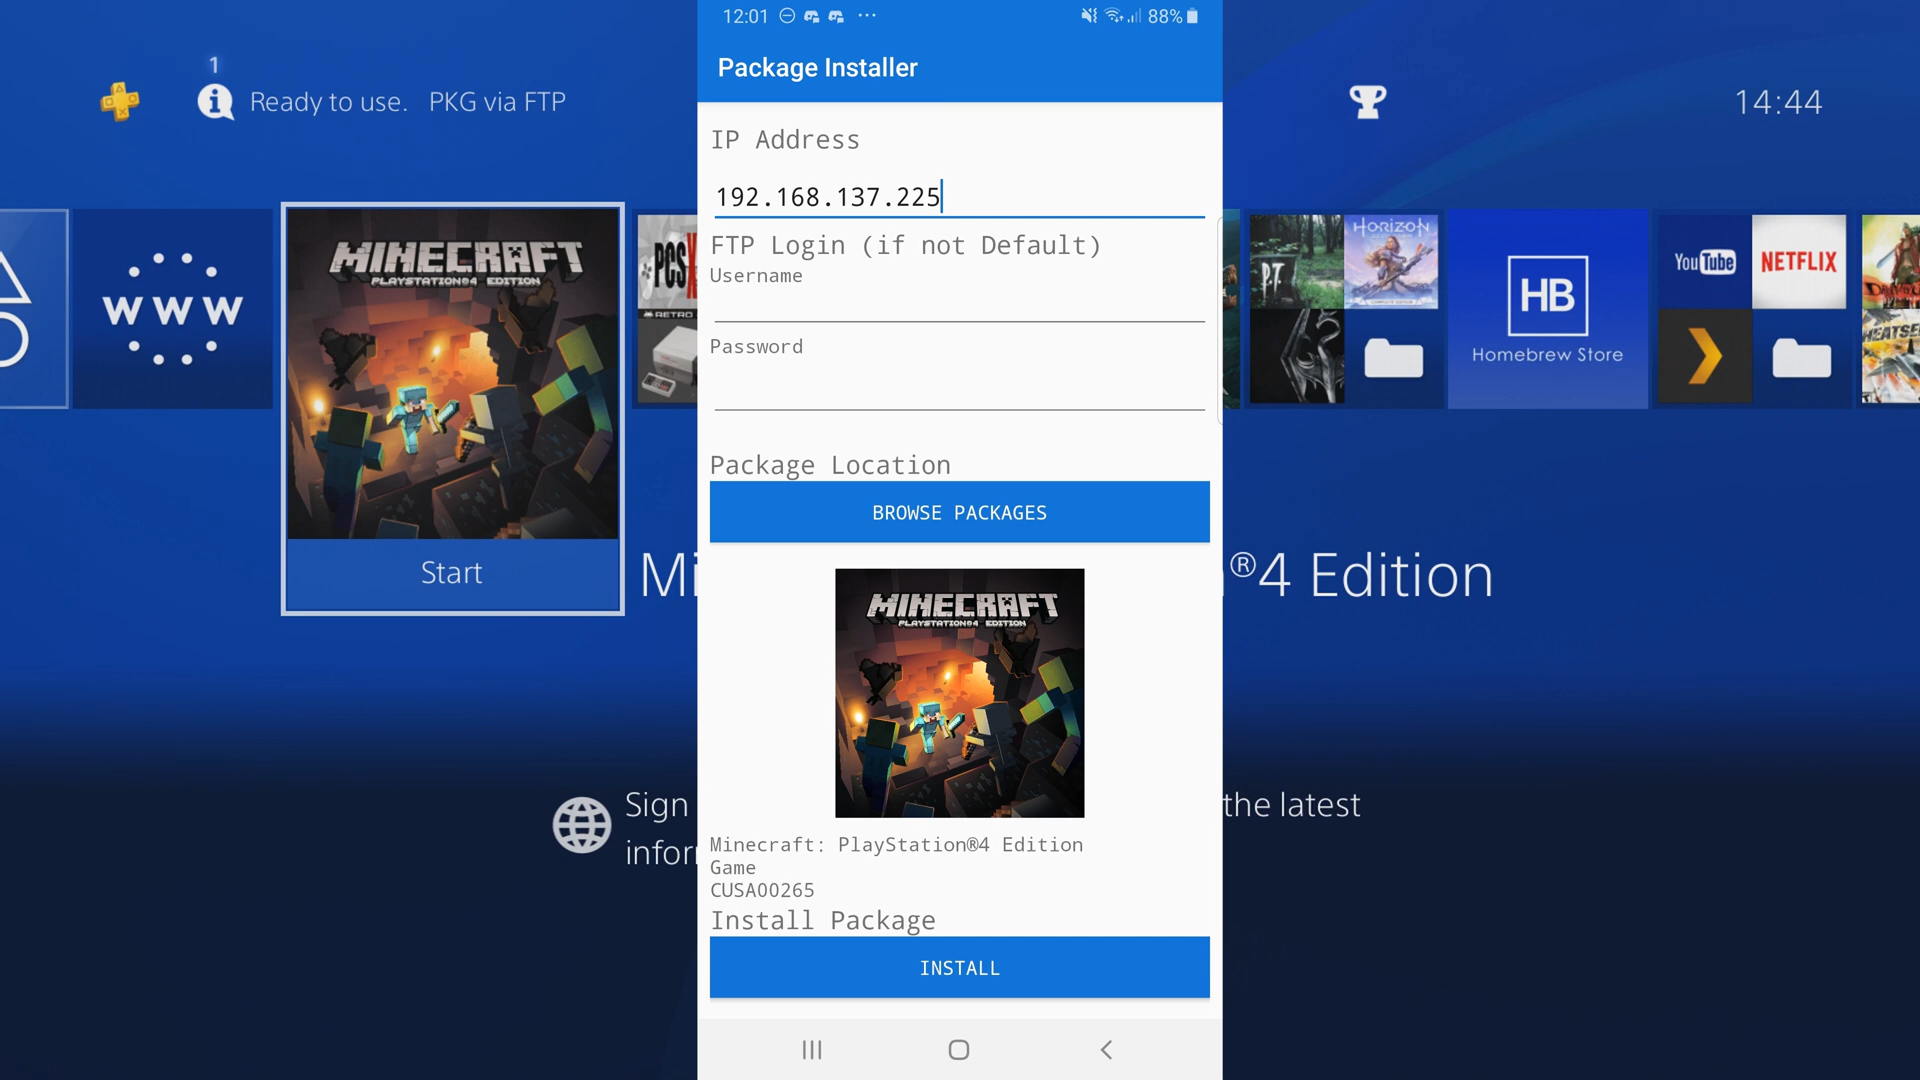 12:01
88%
Package Installer
1
Ready to use. PKG via FTP
14:44
IP Address
192.168.137.225
FTP Login (if not Default)
Username
Password
Package Location
BROWSE PACKAGES
WWW
MINECRAFT
PLAYSTATION®4 EDITION
Start
PCSX
RETRO
P.T.
HORIZON
HB
Homebrew Store
YouTube
NETFLIX
Mi
®4 Edition
MINECRAFT
PLAYSTATION®4 EDITION
Sign
the latest
infor
Minecraft: PlayStation®4 Edition
Game
CUSA00265
Install Package
INSTALL